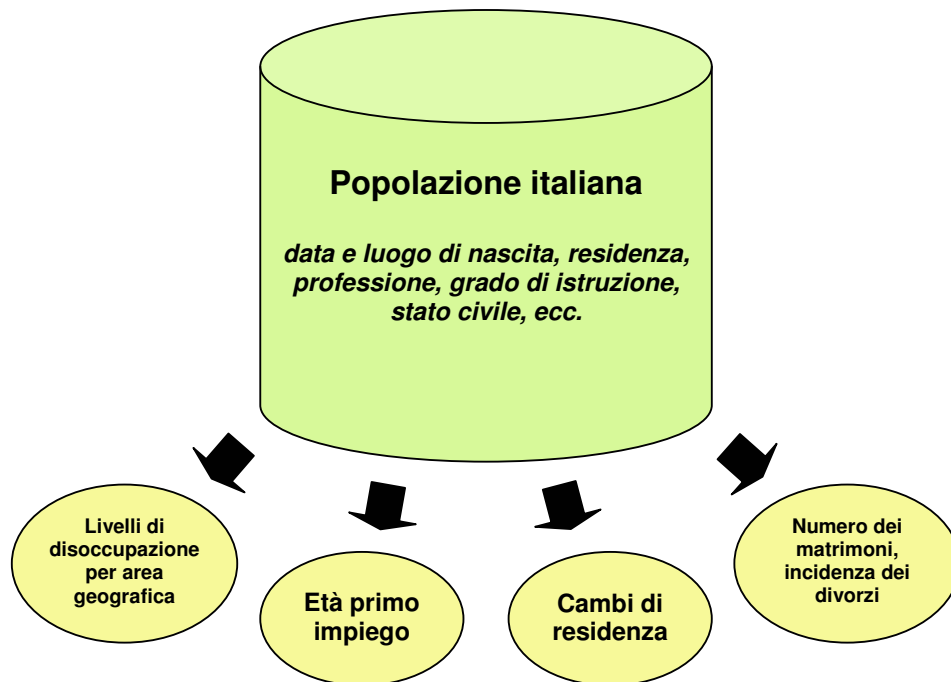 Popolazione italiana
data e luogo di nascita, residenza,
professione, grado di istruzione,
stato civile, ecc.
Livelli di
disoccupazione
per area
geografica
Età primo
impiego
Cambi di
residenza
Numero dei
matrimoni,
incidenza dei
divorzi